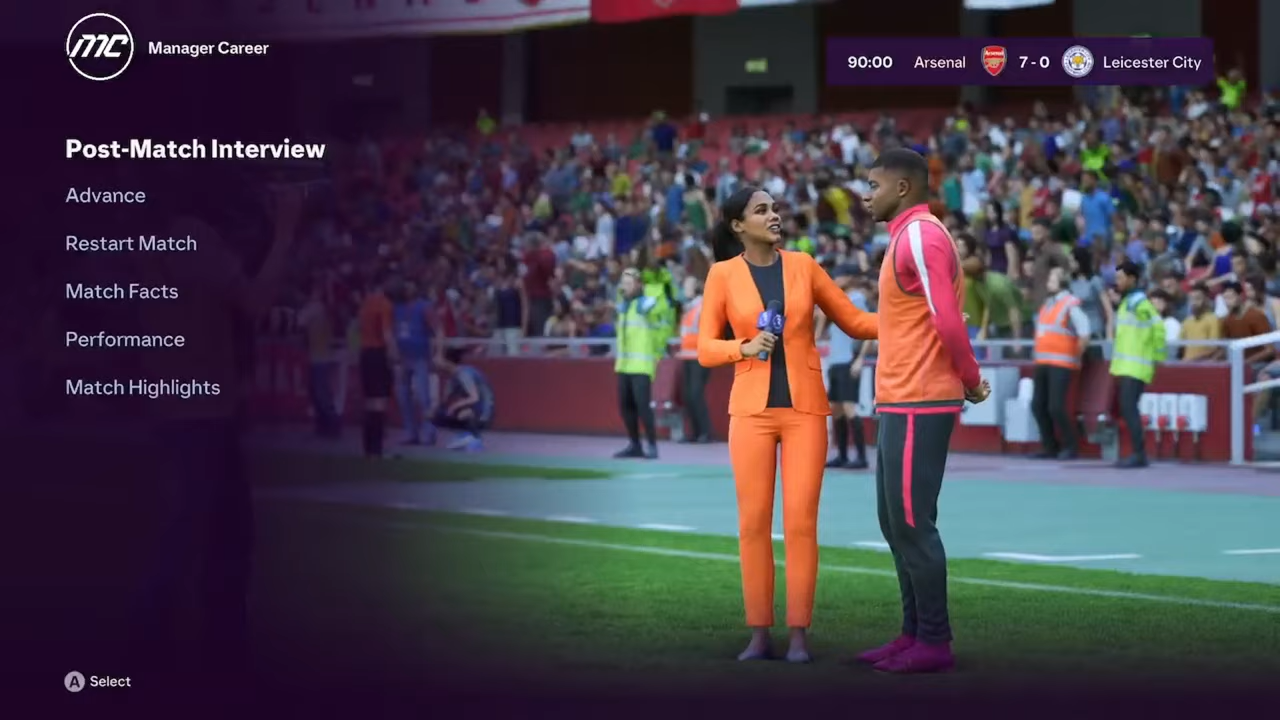 MC Manager Career
90:00 Arsenal 7 - 0 Leicester City
Post-Match Interview
Advance
Restart Match
Match Facts
Performance
Match Highlights
A Select